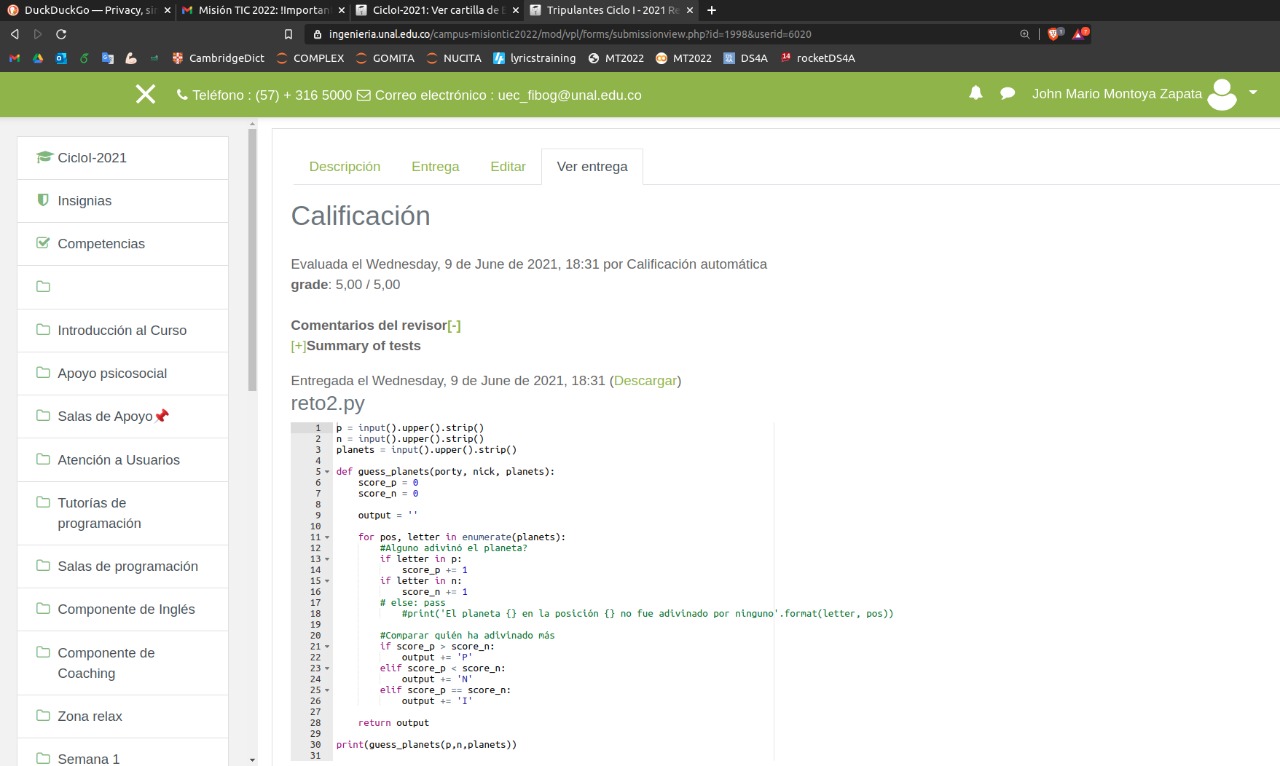 DuckDuckGo — Privacy, sin
Misión TIC 2022: !!Important
CicloI-2021: Ver cartilla de E
Tripulantes Ciclo I - 2021 Re
ingenieria.unal.edu.co/campus-misiontic2022/mod/vpl/forms/submissionview.php?id=1998&userid=6020
CambridgeDict
COMPLEX
GOMITA
NUCITA
lyricstraining
MT2022
MT2022
DS4A
14
rocketDS4A
Teléfono : (57) + 316 5000 Correo electrónico : uec_fibog@unal.edu.co
John Mario Montoya Zapata
CicloI-2021
Insignias
Competencias
Introducción al Curso
Apoyo psicosocial
Salas de Apoyo📌
Atención a Usuarios
Tutorías de
programación
Salas de programación
Componente de Inglés
Componente de
Coaching
Zona relax
Semana 1
Descripción
Entrega
Editar
Ver entrega
Calificación
Evaluada el Wednesday, 9 de June de 2021, 18:31 por Calificación automática
grade: 5,00 / 5,00
Comentarios del revisor[-]
[+]Summary of tests
Entregada el Wednesday, 9 de June de 2021, 18:31 (Descargar)
reto2.py
1 p = input().upper().strip()
2 n = input().upper().strip()
3 planets = input().upper().strip()
4
5 def guess_planets(porty, nick, planets):
6     score_p = 0
7     score_n = 0
8
9     output = ''
10
11     for pos, letter in enumerate(planets):
12         #Alguno adivinó el planeta?
13         if letter in p:
14             score_p += 1
15         if letter in n:
16             score_n += 1
17         # else: pass
18             #print('El planeta {} en la posición {} no fue adivinado por ninguno'.format(letter, pos))
19
20         #Comparar quién ha adivinado más
21         if score_p > score_n:
22             output += 'P'
23         elif score_p < score_n:
24             output += 'N'
25         elif score_p == score_n:
26             output += 'I'
27
28     return output
29
30 print(guess_planets(p,n,planets))
31